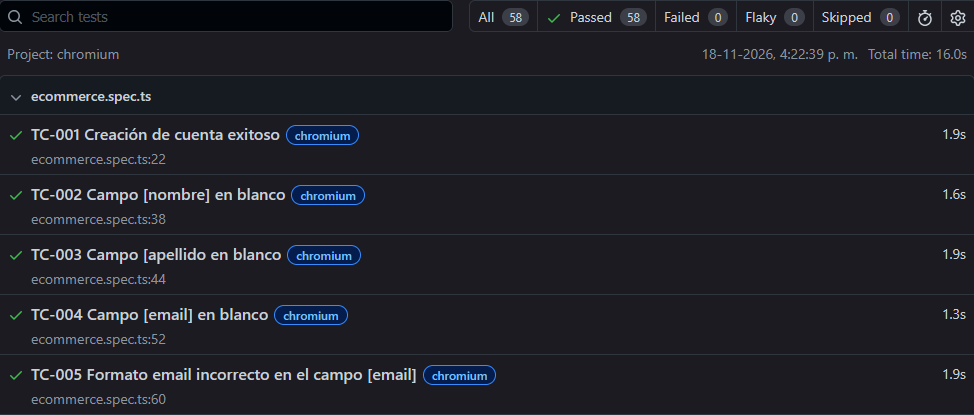 Search tests
All 58 Passed 58 Failed 0 Flaky 0 Skipped 0
Project: chromium
18-11-2026, 4:22:39 p. m. Total time: 16.0s
ecommerce.spec.ts
TC-001 Creación de cuenta exitoso chromium 1.9s
ecommerce.spec.ts:22
TC-002 Campo [nombre] en blanco chromium 1.6s
ecommerce.spec.ts:38
TC-003 Campo [apellido en blanco chromium 1.9s
ecommerce.spec.ts:44
TC-004 Campo [email] en blanco chromium 1.3s
ecommerce.spec.ts:52
TC-005 Formato email incorrecto en el campo [email] chromium 1.9s
ecommerce.spec.ts:60